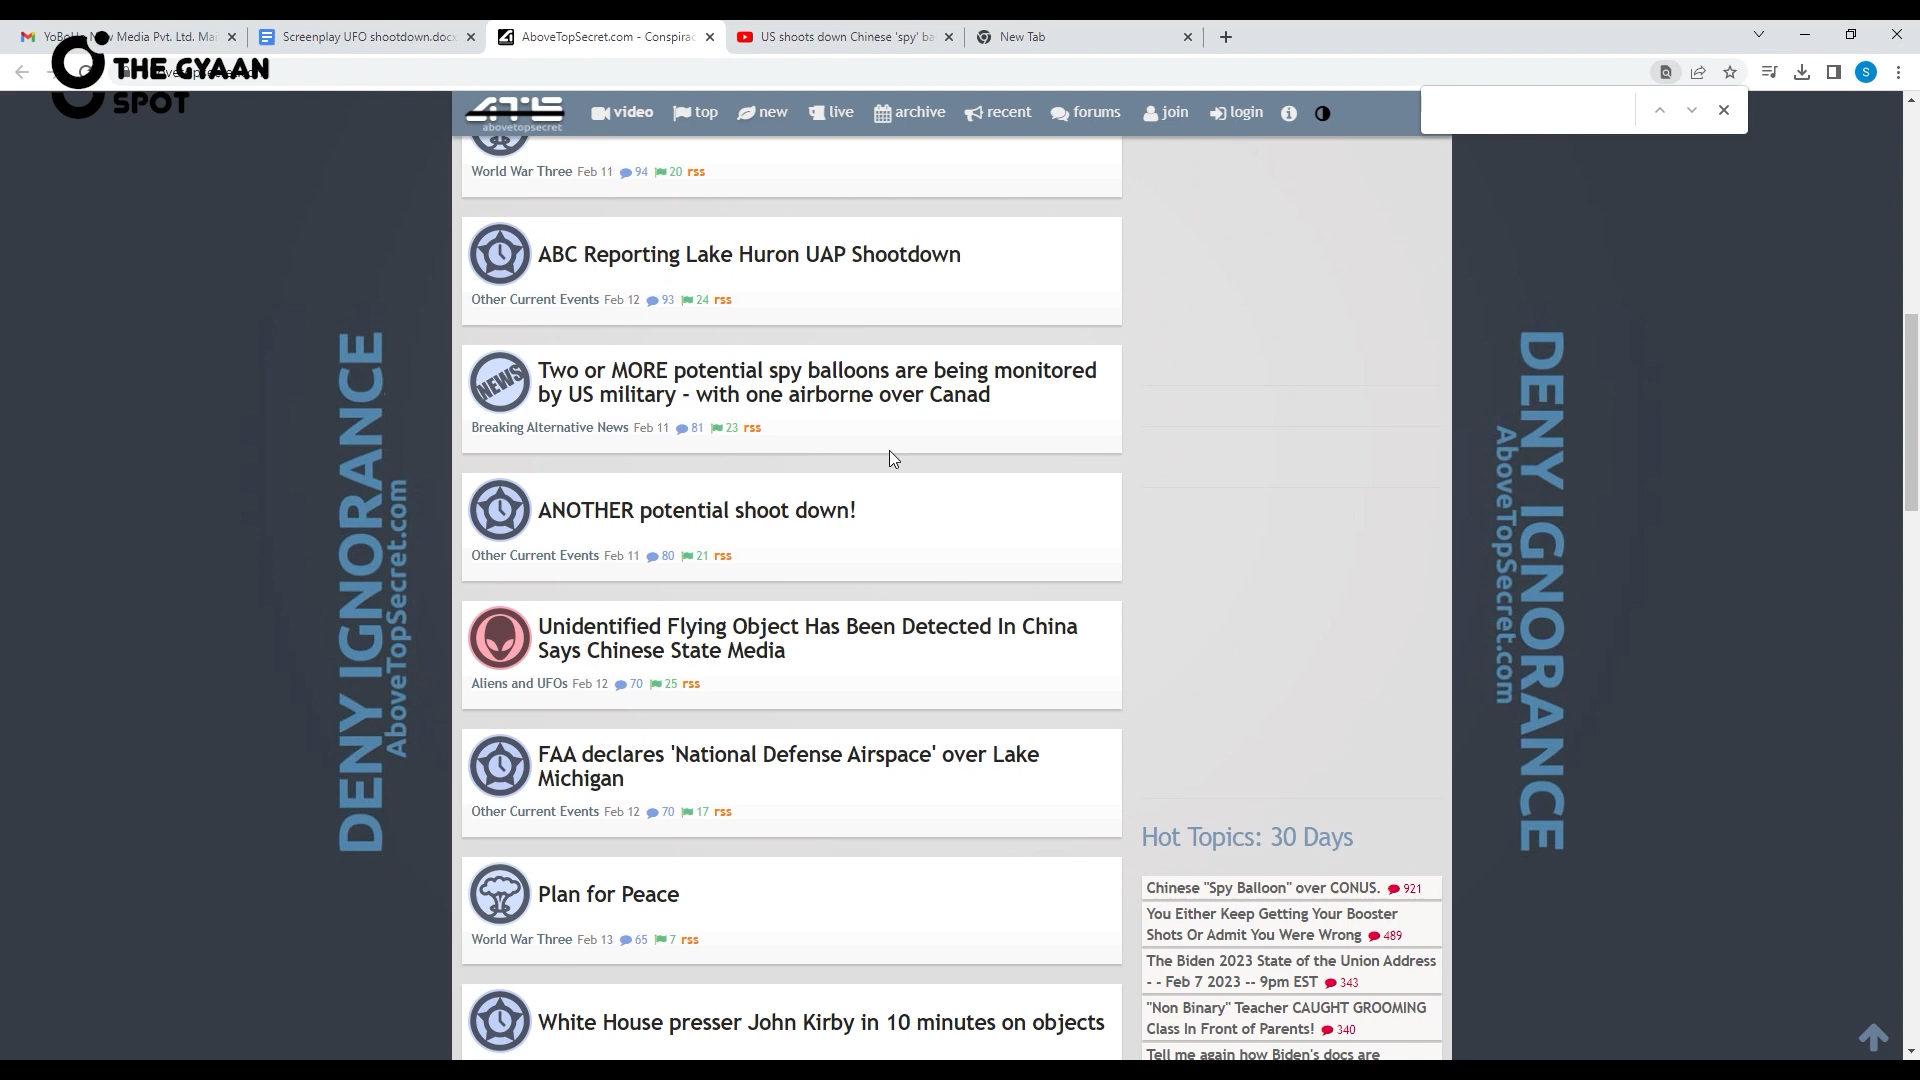 YoBoHo New Media Pvt. Ltd. Mai
Screenplay UFO shootdown.docx
AboveTopSecret.com - Conspirac
US shoots down Chinese 'spy' ba
New Tab
THE GYAAN
SPOT
S
abovetopsecret
video
top
new
live
archive
recent
forums
join
login
World War Three Feb 11 94 20 rss
ABC Reporting Lake Huron UAP Shootdown
Other Current Events Feb 12 93 24 rss
NEWS
Two or MORE potential spy balloons are being monitored
by US military - with one airborne over Canad
Breaking Alternative News Feb 11 81 23 rss
ANOTHER potential shoot down!
Other Current Events Feb 11 80 21 rss
Unidentified Flying Object Has Been Detected In China
Says Chinese State Media
Aliens and UFOs Feb 12 70 25 rss
FAA declares 'National Defense Airspace' over Lake
Michigan
Other Current Events Feb 12 70 17 rss
Plan for Peace
World War Three Feb 13 65 7 rss
White House presser John Kirby in 10 minutes on objects
Hot Topics: 30 Days
Chinese "Spy Balloon" over CONUS. 921
You Either Keep Getting Your Booster
Shots Or Admit You Were Wrong 489
The Biden 2023 State of the Union Address
- - Feb 7 2023 -- 9pm EST 343
"Non Binary" Teacher CAUGHT GROOMING
Class In Front of Parents! 340
Tell me again how Biden's docs are
DENY IGNORANCE
AboveTopSecret.com
DENY IGNORANCE
AboveTopSecret.com